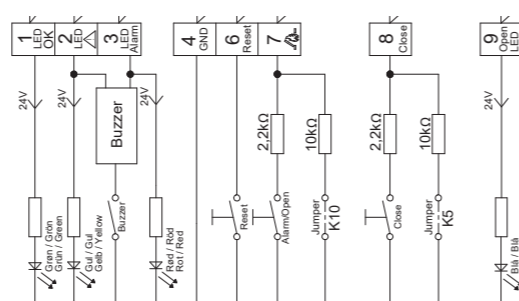 1 LED OK
2 LED
3 LED Alarm
4 GND
6 Reset
7
8 Close
9 Open LED
24V
24V
24V
24V
Buzzer
2,2kΩ
10kΩ
2,2kΩ
10kΩ
Grøn / Grön
Grün / Green
Gul / Gul
Gelb / Yellow
Buzzer
Rød / Röd
Rot / Red
Reset
Alarm/Open
Jumper
K10
Close
Jumper
K5
Blå / Blå